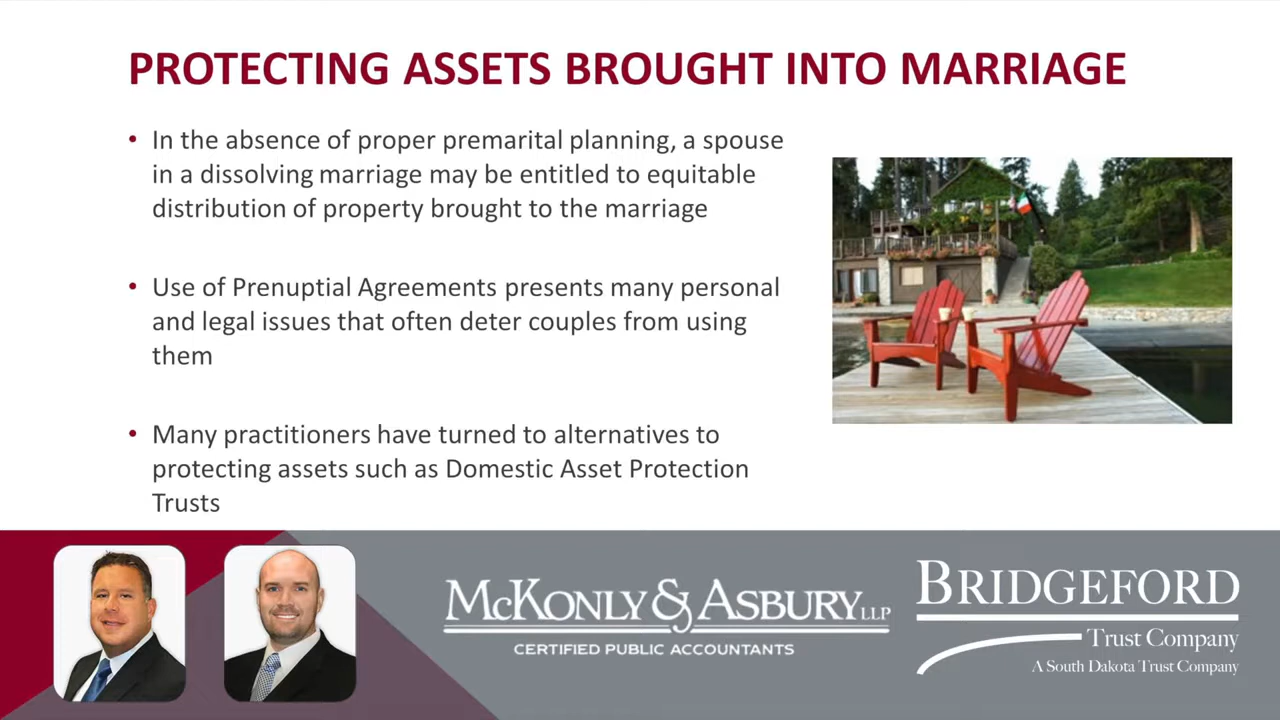 PROTECTING ASSETS BROUGHT INTO MARRIAGE
• In the absence of proper premarital planning, a spouse
in a dissolving marriage may be entitled to equitable
distribution of property brought to the marriage
• Use of Prenuptial Agreements presents many personal
and legal issues that often deter couples from using
them
• Many practitioners have turned to alternatives to
protecting assets such as Domestic Asset Protection
Trusts
McKonly & Asbury LLP
CERTIFIED PUBLIC ACCOUNTANTS
BRIDGEFORD
Trust Company
A South Dakota Trust Company